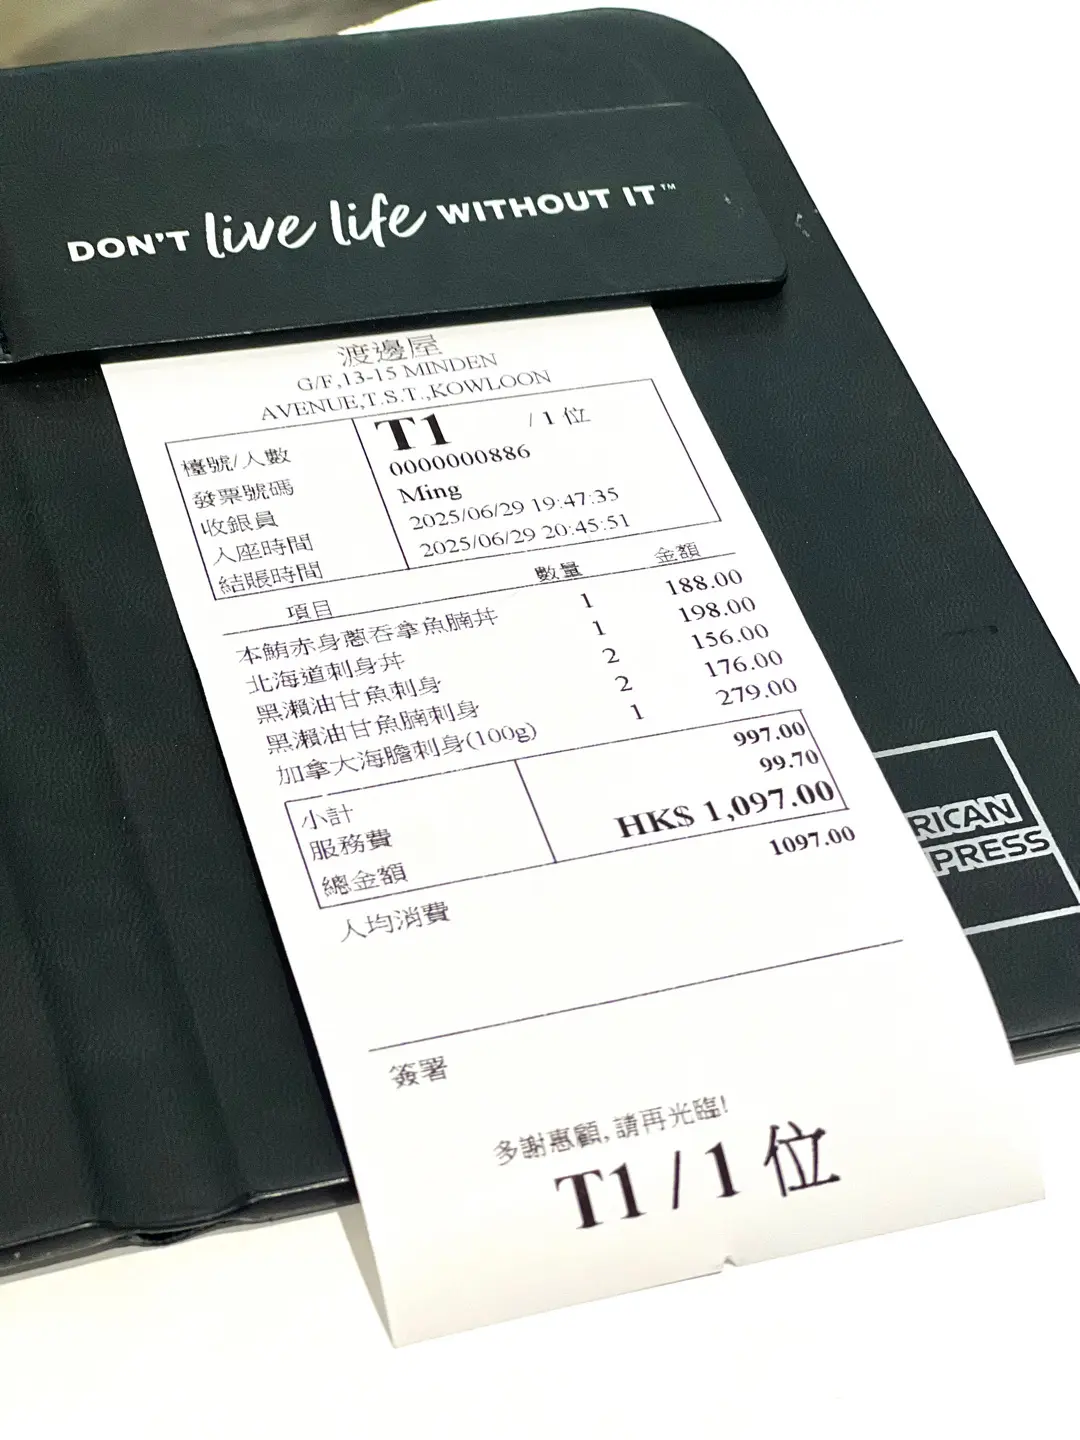 DON'T live life WITHOUT IT™
渡邊屋
G/F,13-15 MINDEN
AVENUE,T.S.T.,KOWLOON
檯號/人數 T1 / 1 位
發票號碼 0000000886
收銀員 Ming
入座時間 2025/06/29 19:47:35
結賬時間 2025/06/29 20:45:51
項目 數量 金額
本鮪赤身蔥吞拿魚腩丼 1 188.00
北海道刺身丼 1 198.00
黑瀨油甘魚刺身 2 156.00
黑瀨油甘魚腩刺身 2 176.00
加拿大海膽刺身(100g) 1 279.00
小計 997.00
服務費 99.70
總金額 HK$ 1,097.00
人均消費 1097.00
簽署
多謝惠顧,請再光臨!
T1 / 1 位
RICAN
PRESS